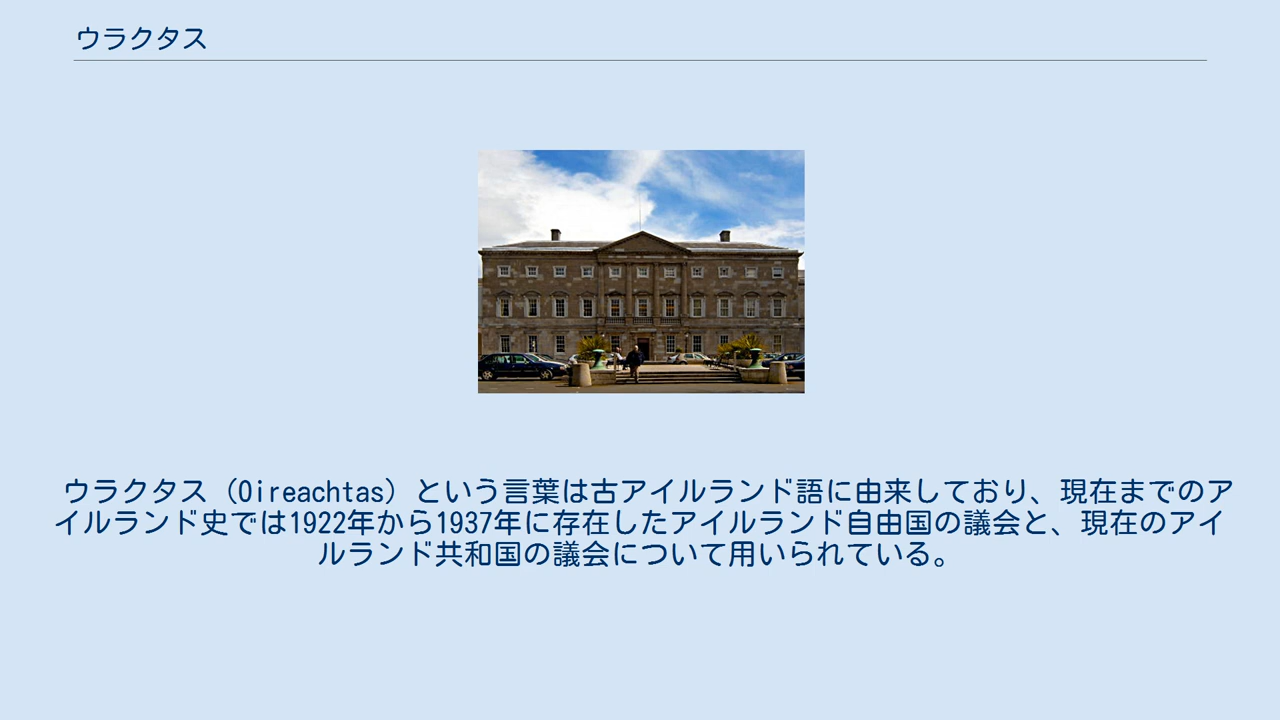 ウラクタス
ウラクタス（Oireachtas）という言葉は古アイルランド語に由来しており、現在までのア
イルランド史では1922年から1937年に存在したアイルランド自由国の議会と、現在のアイ
ルランド共和国の議会について用いられている。